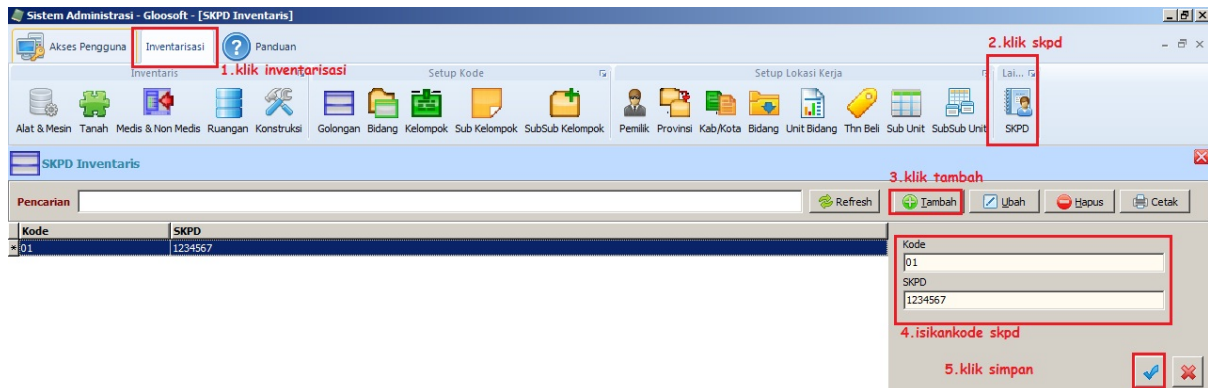 Sistem Administrasi - Gloosoft - [SKPD Inventaris]
Akses Pengguna Inventarisasi Panduan
2.klik skpd
Inventaris 1.klik inventarisasi Setup Kode Setup Lokasi Kerja Lai...
Alat & Mesin Tanah Medis & Non Medis Ruangan Konstruksi Golongan Bidang Kelompok Sub Kelompok SubSub Kelompok Pemilik Provinsi Kab/Kota Bidang Unit Bidang Thn Beli Sub Unit SubSub Unit SKPD
SKPD Inventaris
3.klik tambah
Pencarian Refresh Tambah Ubah Hapus Cetak
Kode SKPD
* 01 1234567
Kode
01
SKPD
1234567
4.isikankode skpd
5.klik simpan